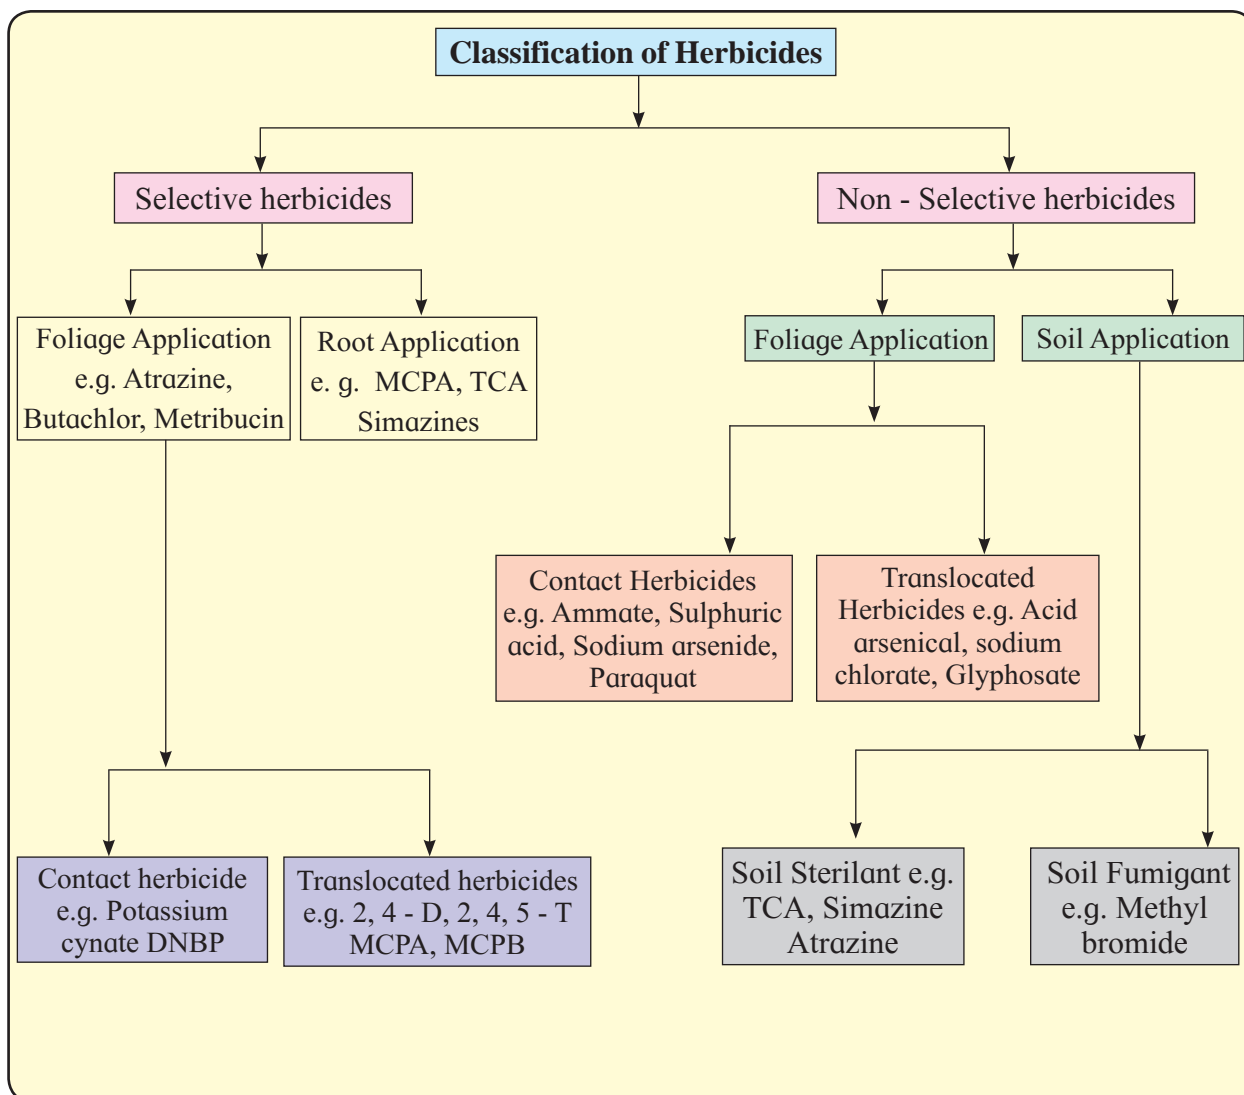 Classification of Herbicides
Selective herbicides
Non - Selective herbicides
Foliage Application
e.g. Atrazine,
Butachlor, Metribucin
Root Application
e. g. MCPA, TCA
Simazines
Foliage Application
Soil Application
Contact Herbicides
e.g. Ammate, Sulphuric
acid, Sodium arsenide,
Paraquat
Translocated
Herbicides e.g. Acid
arsenical, sodium
chlorate, Glyphosate
Contact herbicide
e.g. Potassium
cynate DNBP
Translocated herbicides
e.g. 2, 4 - D, 2, 4, 5 - T
MCPA, MCPB
Soil Sterilant e.g.
TCA, Simazine
Atrazine
Soil Fumigant
e.g. Methyl
bromide